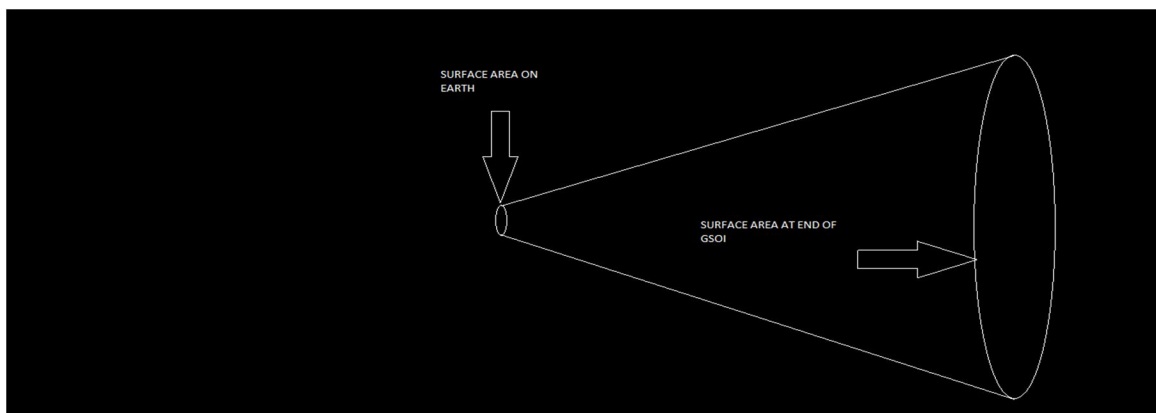 SURFACE AREA ON
EARTH
SURFACE AREA AT END OF
GSOI